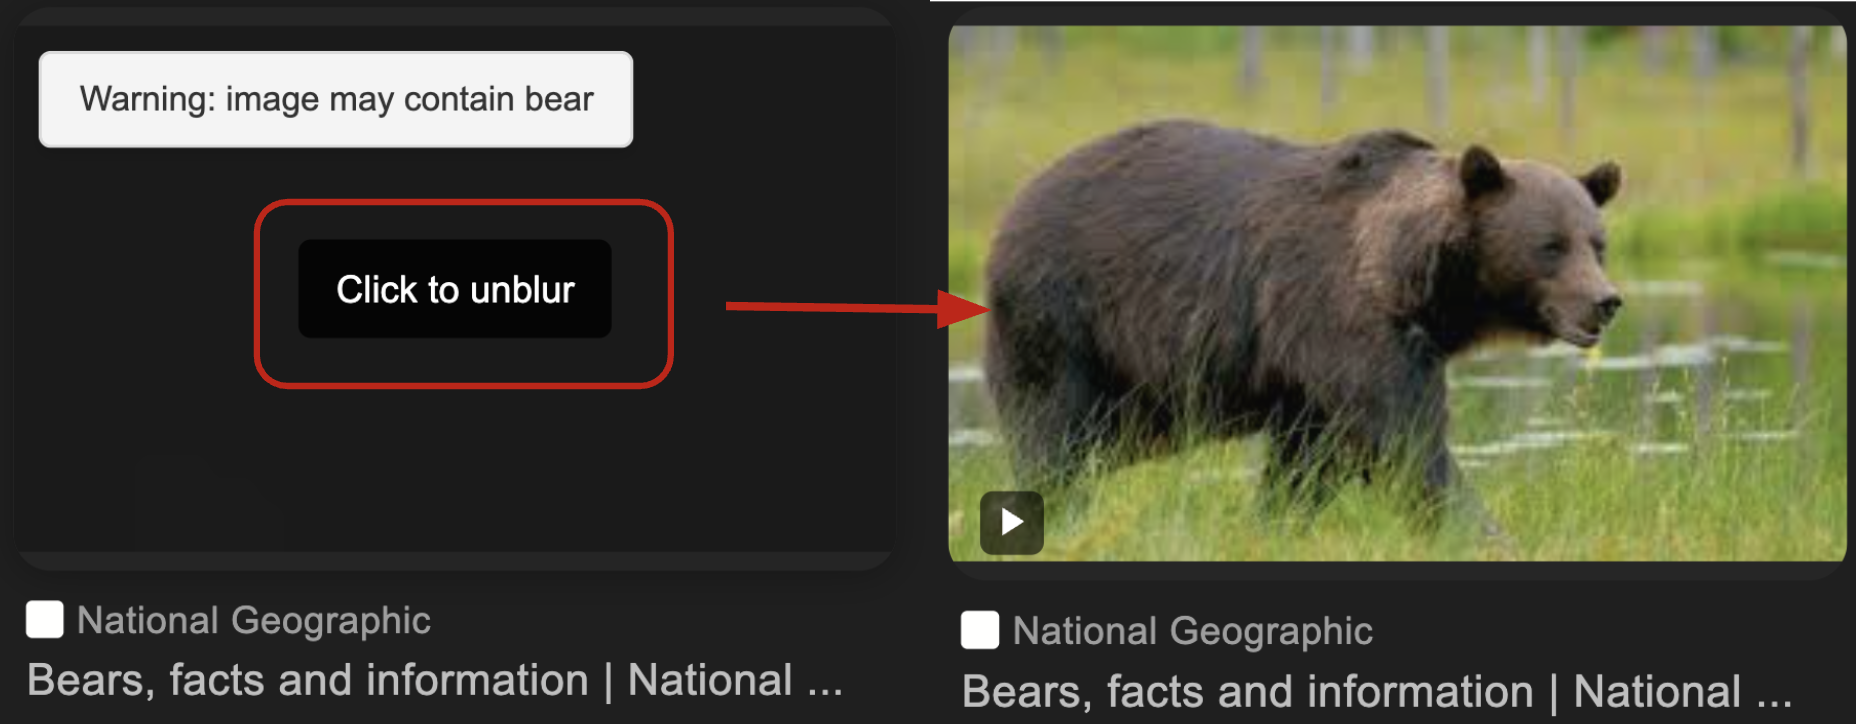 Warning: image may contain bear
Click to unblur
National Geographic
Bears, facts and information | National ...
National Geographic
Bears, facts and information | National ...